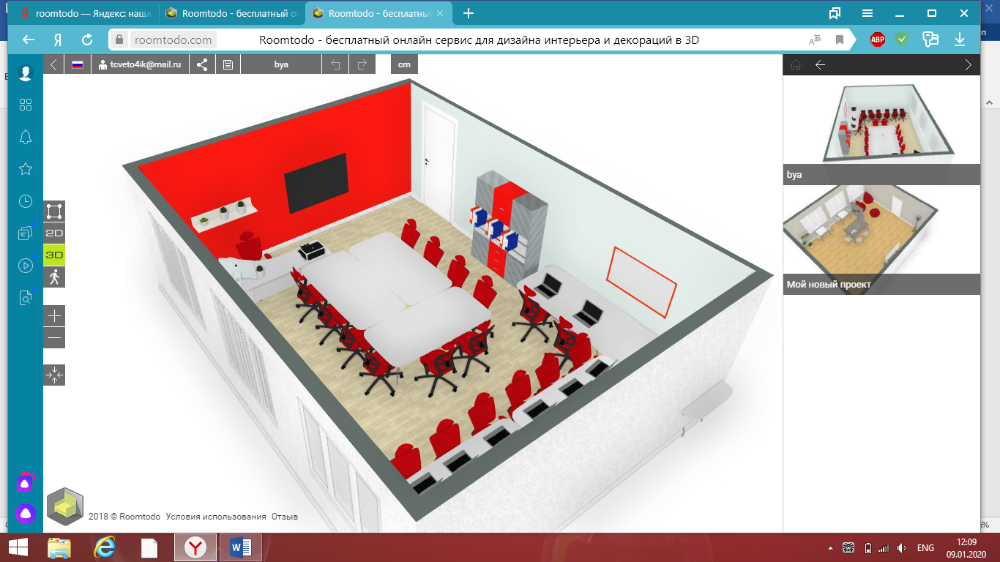 roomtodo — Яндекс: нашл
Roomtodo - бесплатный о
Roomtodo - бесплатный
roomtodo.com
Roomtodo - бесплатный онлайн сервис для дизайна интерьера и декораций в 3D
ABP
tcveto4ik@mail.ru
bya
cm
bya
Мой новый проект
2D
3D
2018 © Roomtodo Условия использования Отзыв
ENG
12:09
09.01.2020